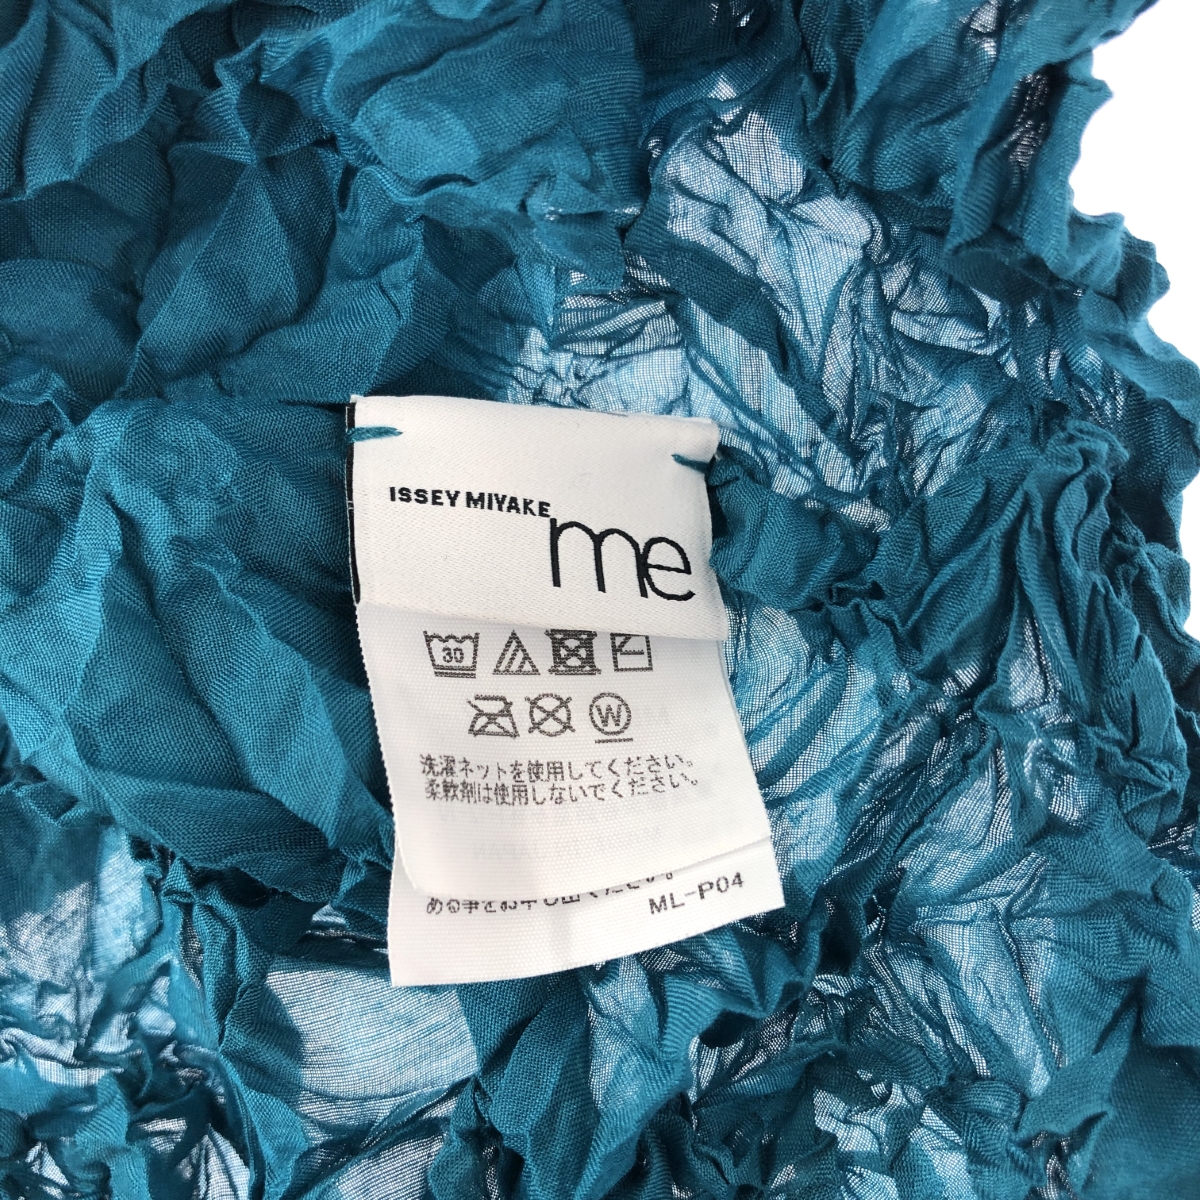 ISSEY MIYAKE
me
30
W
洗濯ネットを使用してください。
柔軟剤は使用しないでください。
ML-P04